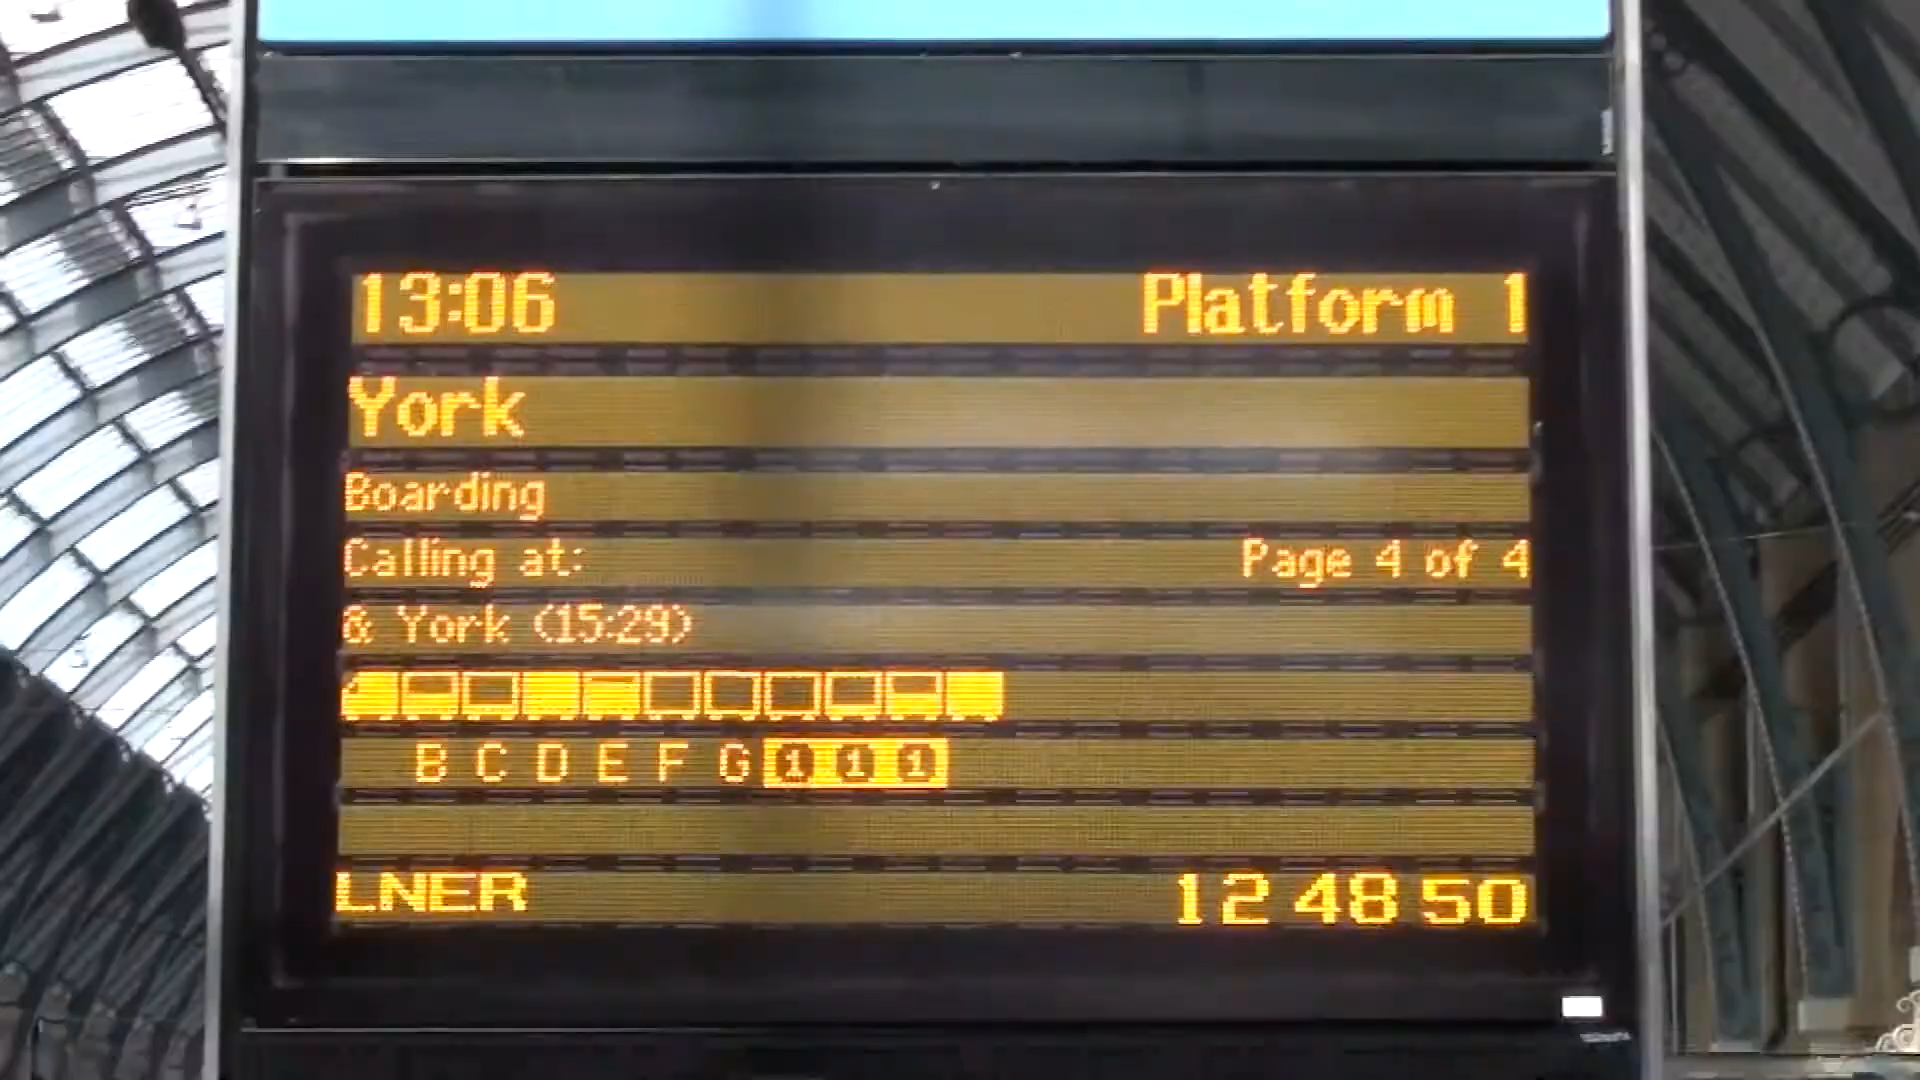 13:06 Platform 1
York
Boarding
Calling at: Page 4 of 4
& York (15:29)
B C D E F G 1 1 1
LNER 12 48 50